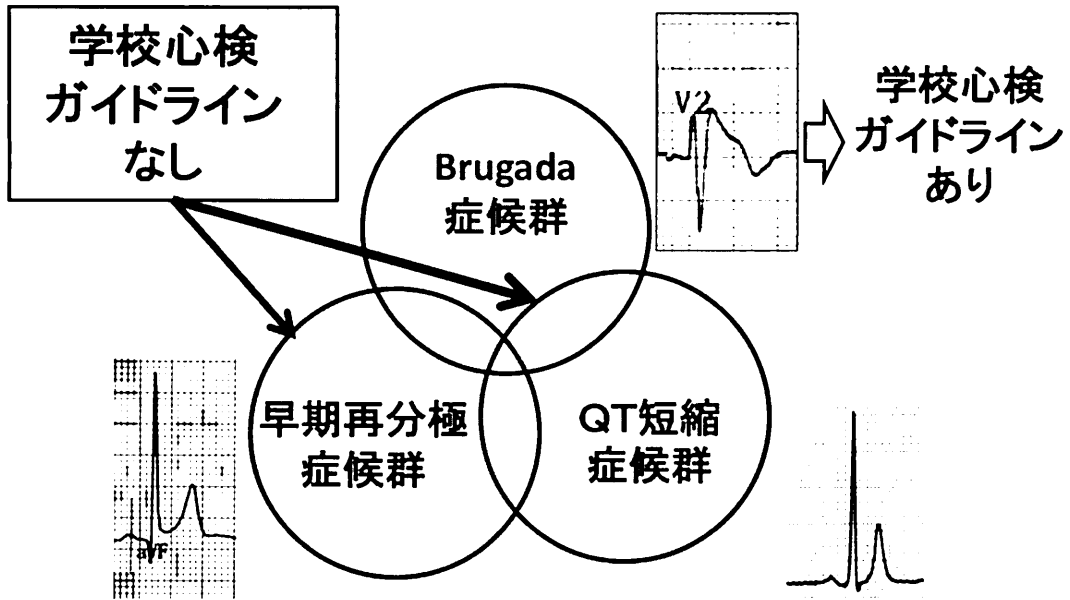 学校心検
ガイドライン
なし
Brugada
症候群
V2
学校心検
ガイドライン
あり
早期再分極
症候群
QT短縮
症候群
aVF